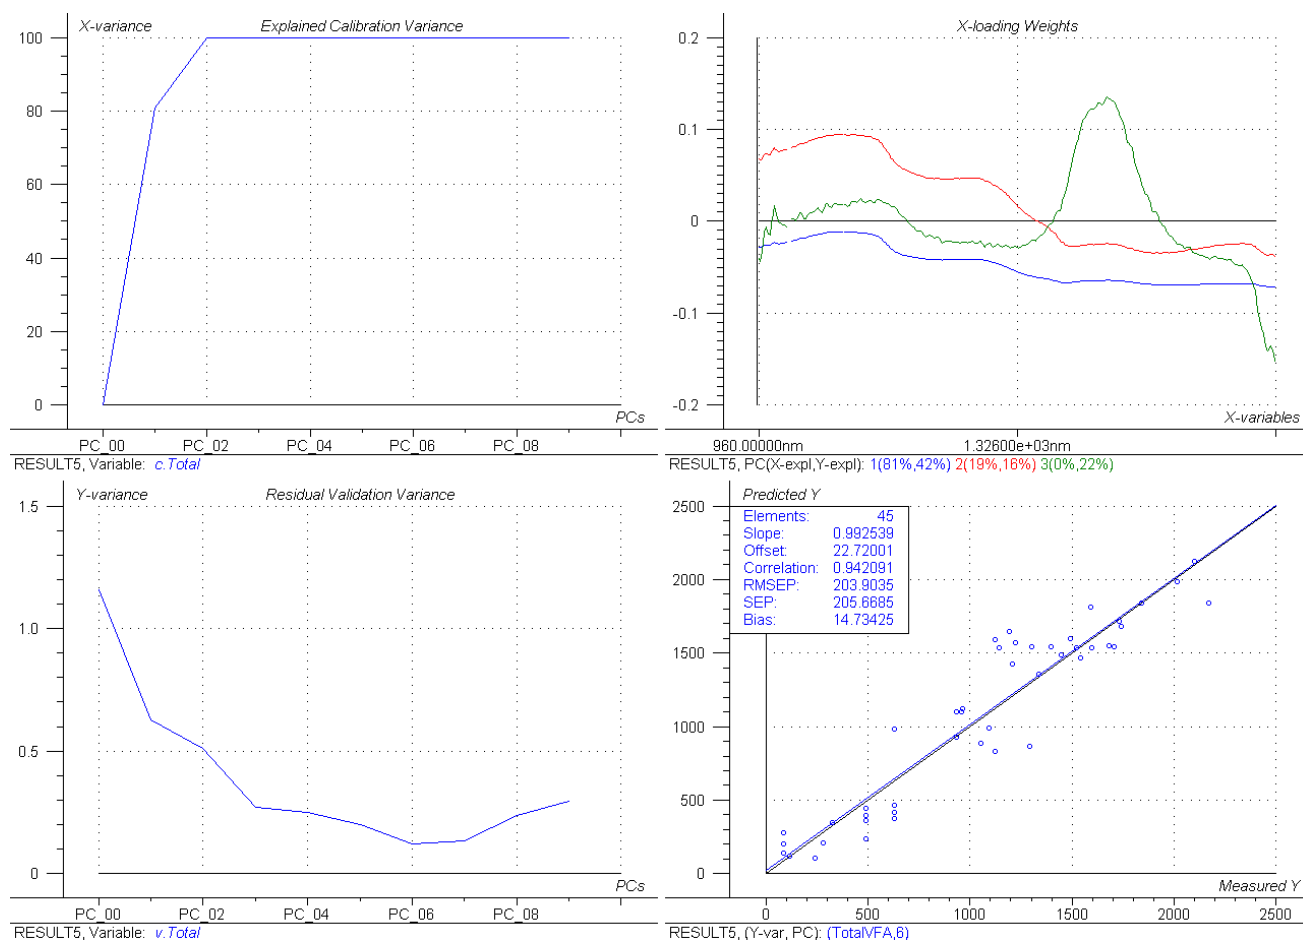 X-variance
Explained Calibration Variance
100
80
60
40
20
0
PCs
PC_00 PC_02 PC_04 PC_06 PC_08
RESULT5, Variable: c.Total
X-loading Weights
0.2
0.1
0
-0.1
-0.2
X-variables
960.00000nm 1.32600e+03nm
RESULT5, PC(X-expl,Y-expl): 1(81%,42%) 2(19%,16%) 3(0%,22%)
Y-variance
Residual Validation Variance
1.5
1.0
0.5
0
PCs
PC_00 PC_02 PC_04 PC_06 PC_08
RESULT5, Variable: v.Total
Predicted Y
2500
2000
1500
1000
500
0
Elements: 45
Slope: 0.992539
Offset: 22.72001
Correlation: 0.942091
RMSEP: 203.9035
SEP: 205.6685
Bias: 14.73425
Measured Y
0 500 1000 1500 2000 2500
RESULT5, (Y-var, PC): (TotalVFA,6)